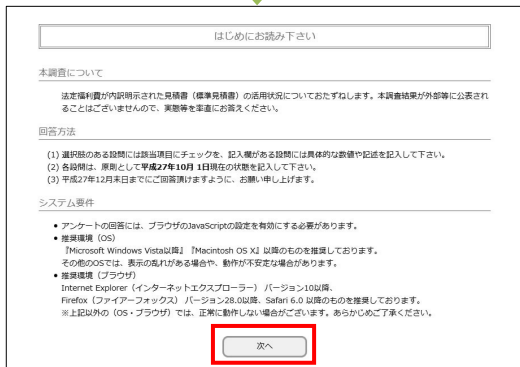 はじめにお読み下さい
本調査について
法定福利費が内訳明示された見積書（標準見積書）の活用状況についておたずねします。本調査結果が外部等に公表され
ることはございませんので、実態等を率直にお答えください。
回答方法
(1) 選択肢のある設問には該当項目にチェックを、記入欄がある設問には具体的な数値や記述を記入して下さい。
(2) 各設問は、原則として平成27年10月 1日現在の状態を記入して下さい。
(3) 平成27年12月末日までにご回答頂けますように、お願い申し上げます。
システム要件
• アンケートの回答には、ブラウザのJavaScriptの設定を有効にする必要があります。
• 推奨環境（OS）
『Microsoft Windows Vista以降』『Macintosh OS X』以降のものを推奨しております。
その他のOSでは、表示の乱れがある場合や、動作が不安定な場合があります。
• 推奨環境（ブラウザ）
Internet Explorer（インターネットエクスプローラー） バージョン10以降、
Firefox（ファイアーフォックス） バージョン28.0以降、Safari 6.0 以降のものを推奨しております。
※上記以外の（OS・ブラウザ）では、正常に動作しない場合がございます。あらかじめご了承ください。
次へ